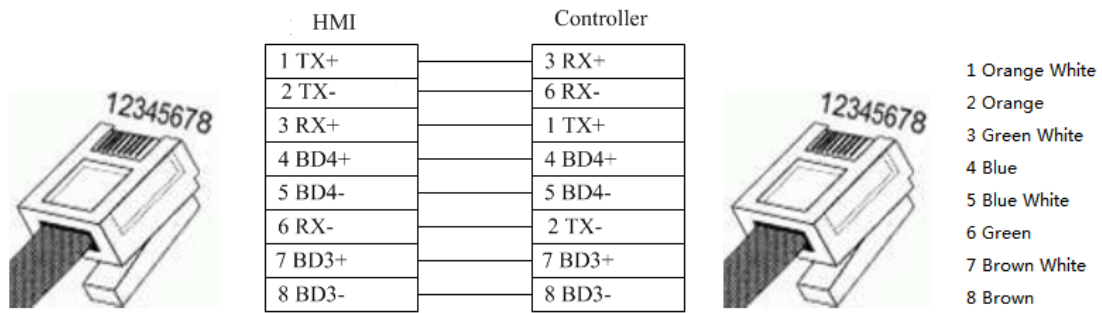 HMI
Controller
1 TX+
3 RX+
2 TX-
6 RX-
3 RX+
1 TX+
4 BD4+
4 BD4+
5 BD4-
5 BD4-
6 RX-
2 TX-
7 BD3+
7 BD3+
8 BD3-
8 BD3-
12345678
12345678
1 Orange White
2 Orange
3 Green White
4 Blue
5 Blue White
6 Green
7 Brown White
8 Brown